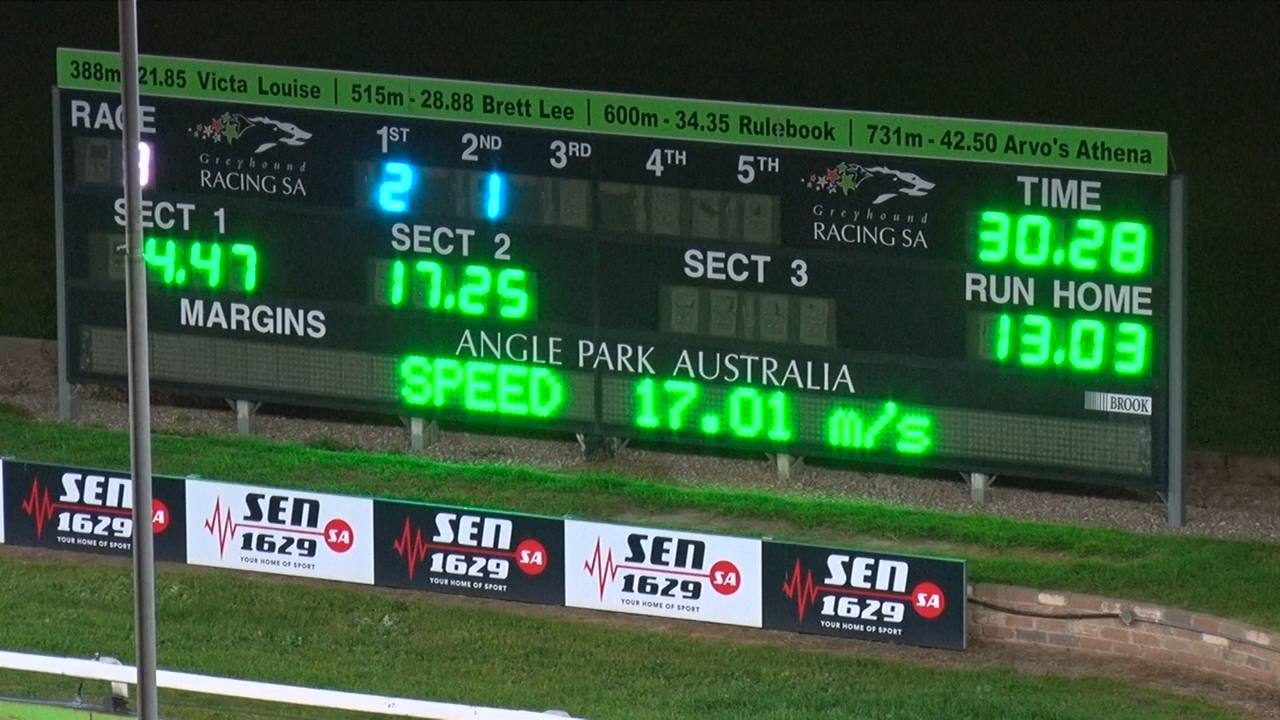 388m 21.85 Victa Louise | 515m - 28.88 Brett Lee | 600m - 34.35 Rulebook | 731m - 42.50 Arvo's Athena
RACE
Greyhound
RACING SA
1ST 2ND 3RD 4TH 5TH
2 1
Greyhound
RACING SA
TIME
30.28
SECT 1
4.47
SECT 2
17.25
SECT 3
RUN HOME
13.03
MARGINS
ANGLE PARK AUSTRALIA
SPEED 17.01 m/s
BROOK
SEN
1629 SA
YOUR HOME OF SPORT
SEN
1629 SA
YOUR HOME OF SPORT
SEN
1629 SA
YOUR HOME OF SPORT
SEN
1629 SA
YOUR HOME OF SPORT
SEN
1629 SA
YOUR HOME OF SPORT